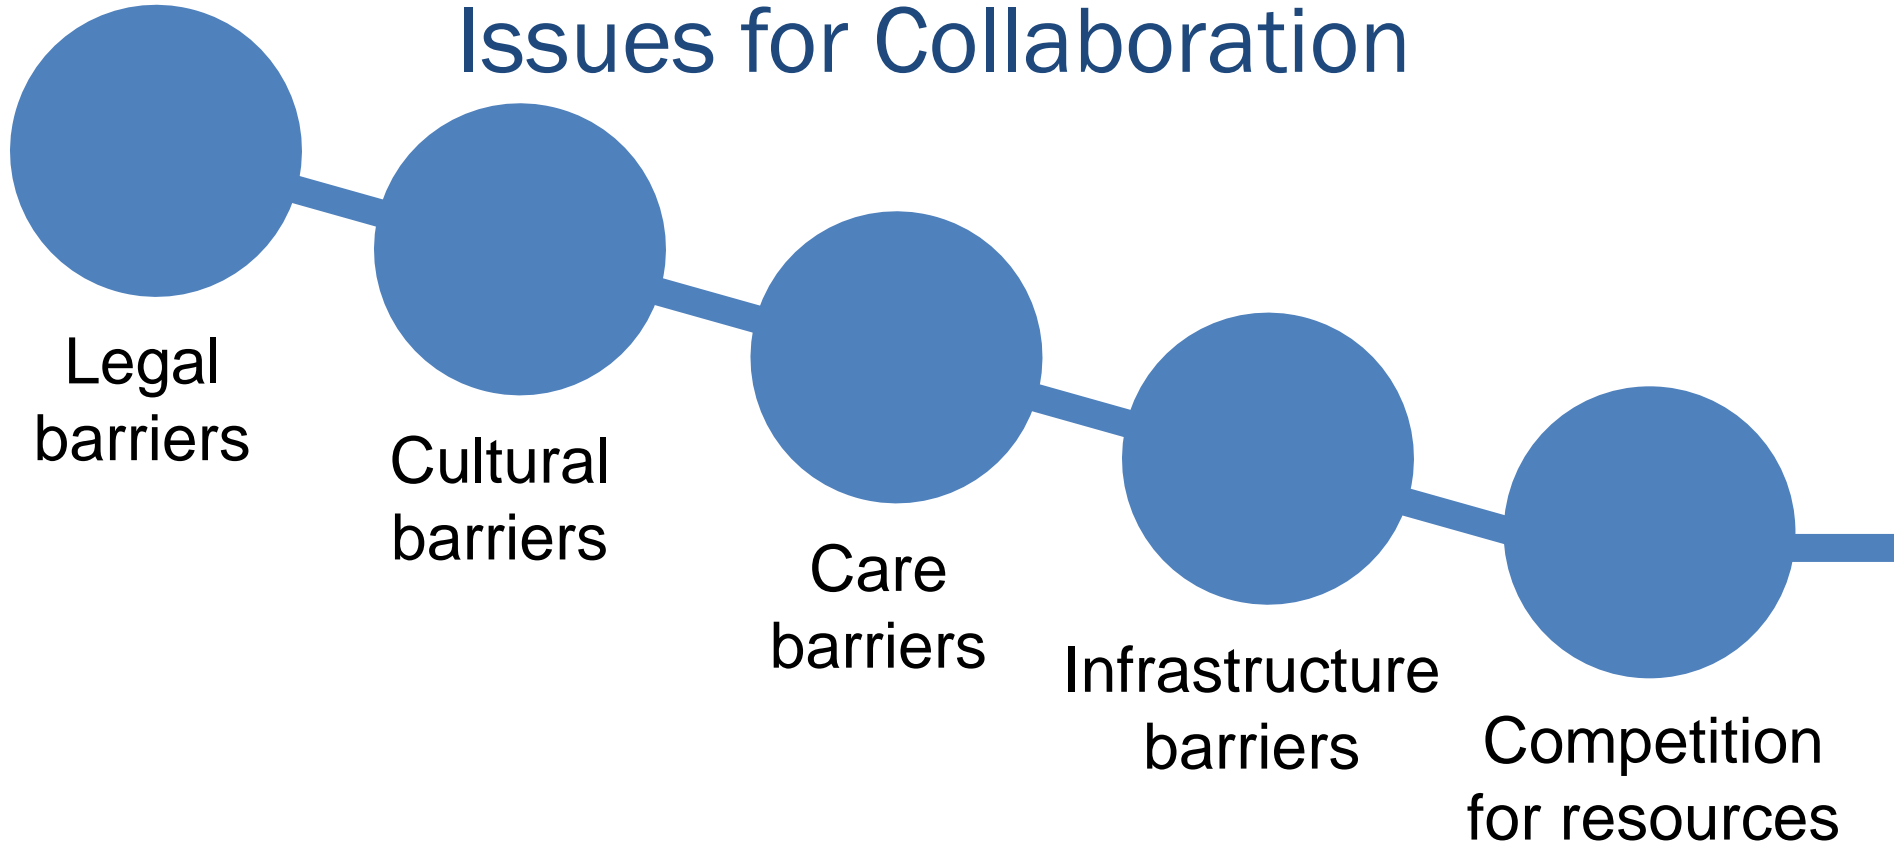 Issues for Collaboration
Legal
barriers
Cultural
barriers
Care
barriers
Infrastructure
barriers
Competition
for resources